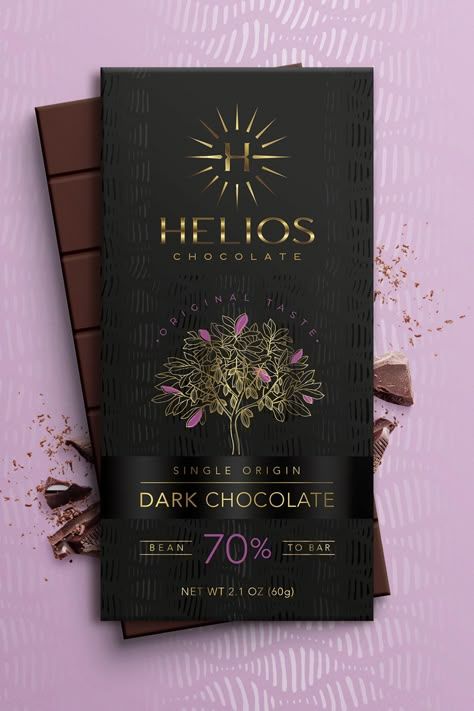 H
HELIOS
CHOCOLATE
·ORIGINAL TASTE·
SINGLE ORIGIN
DARK CHOCOLATE
BEAN 70% TO BAR
NET WT 2.1 OZ (60g)